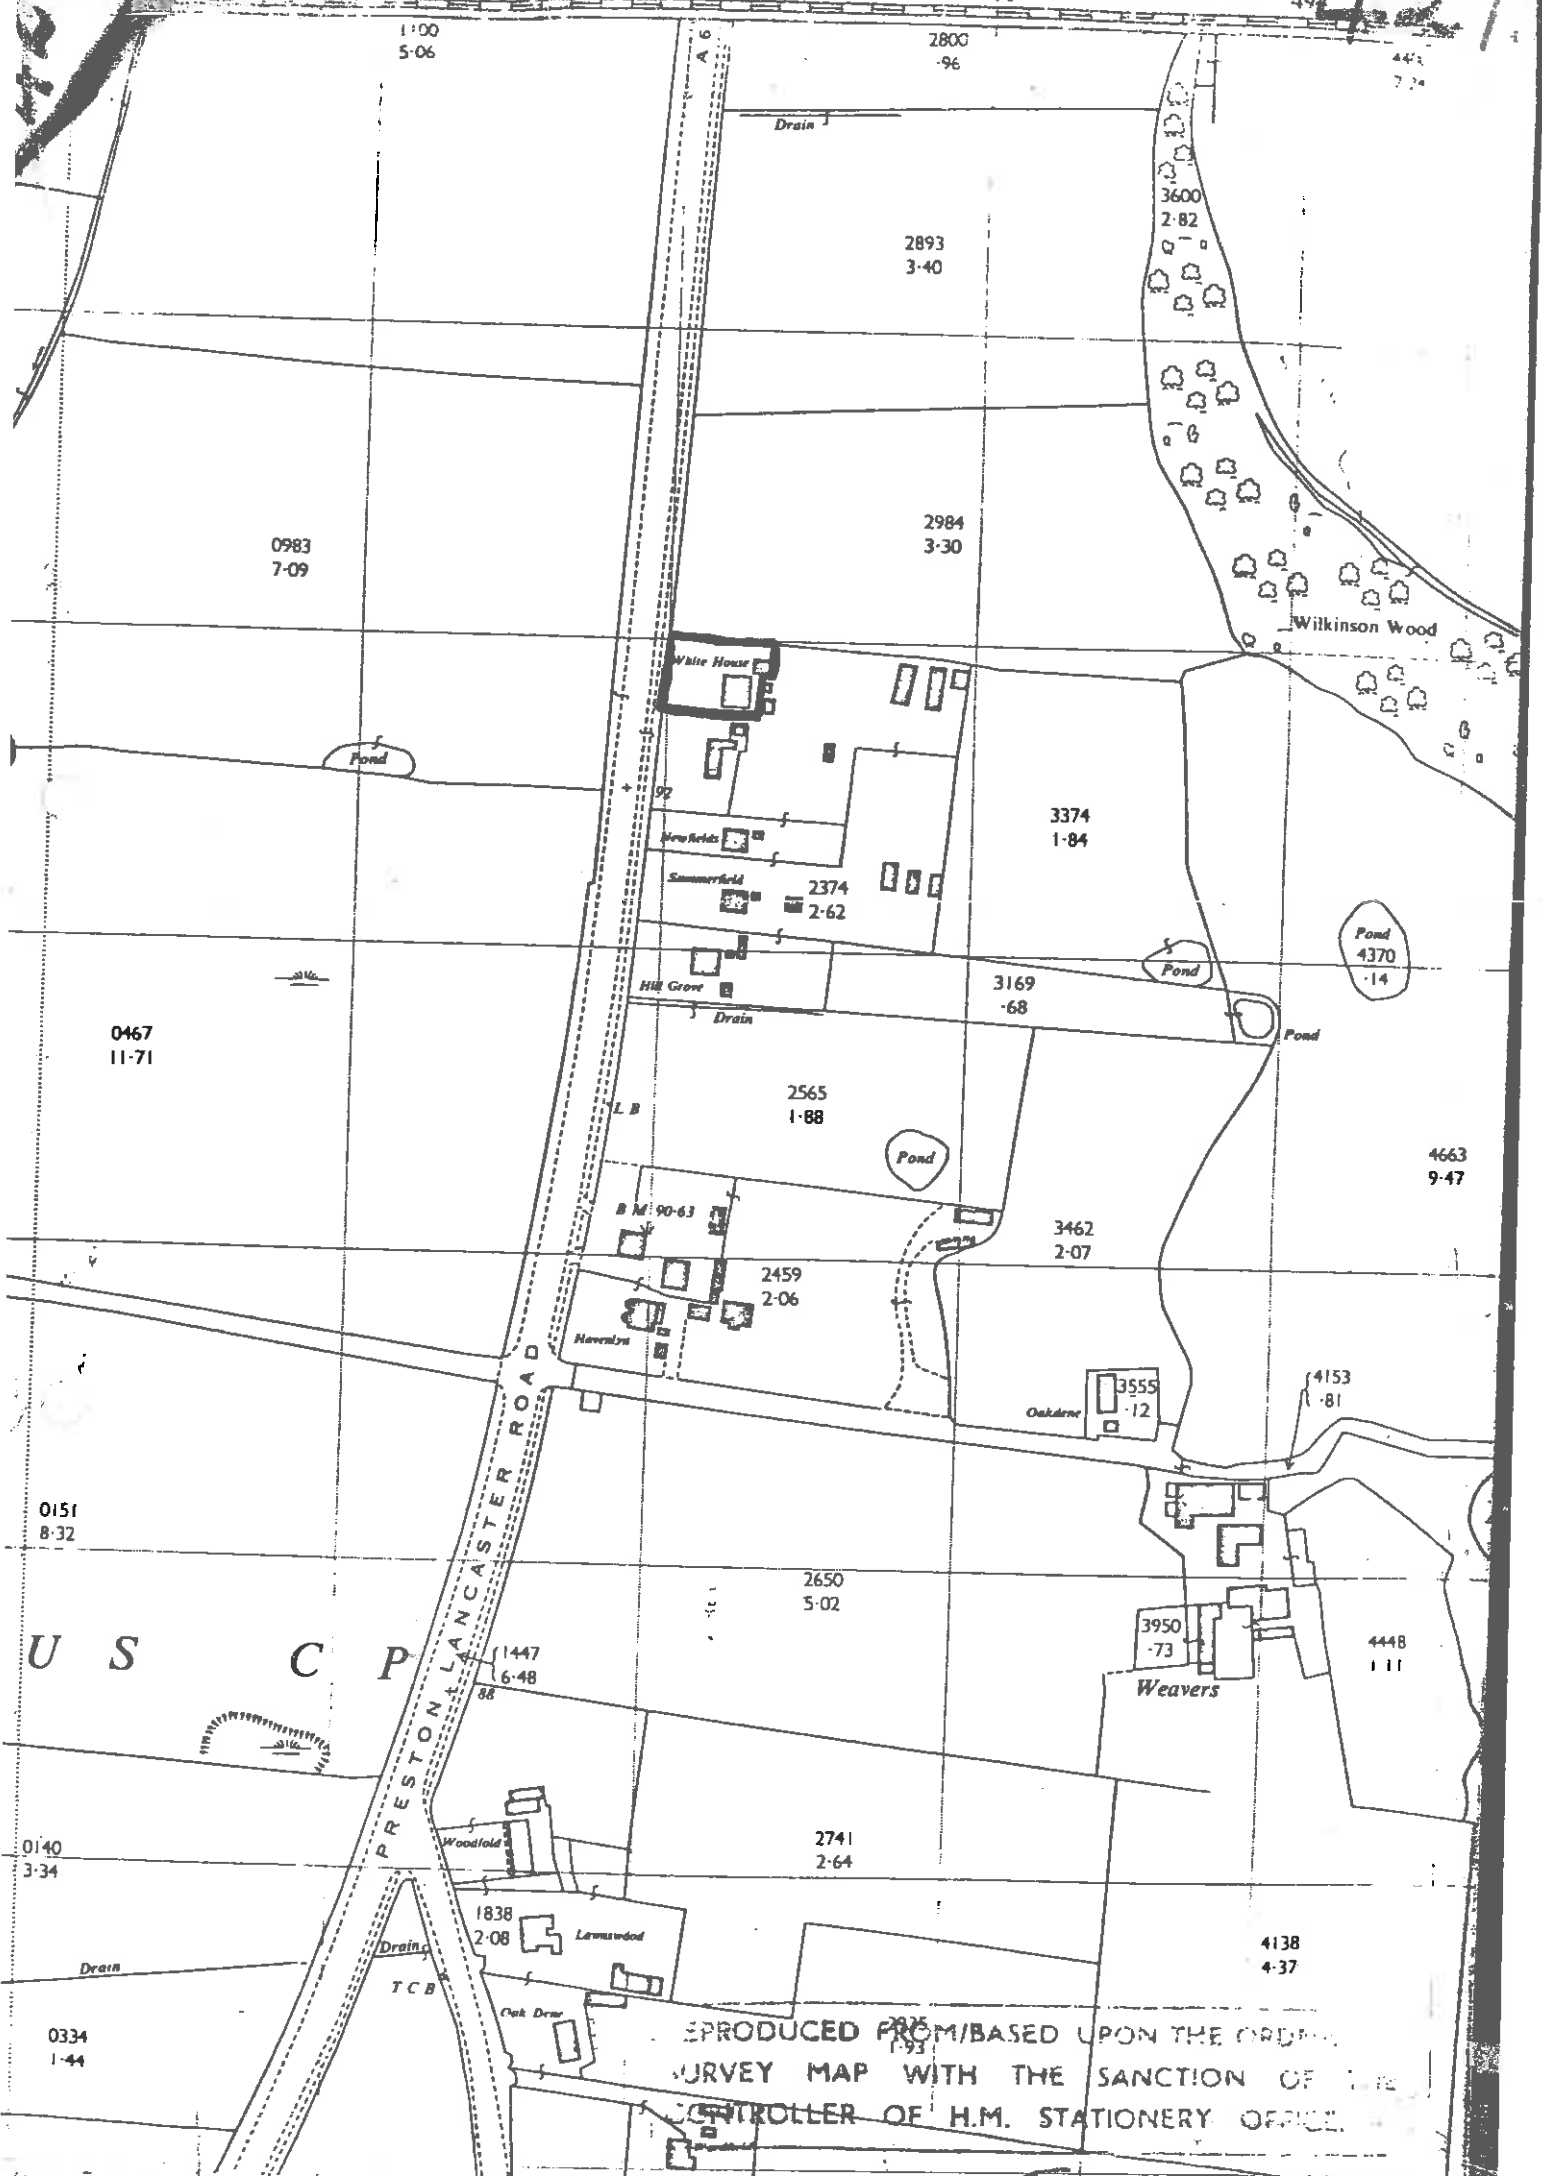 5·06
A 6
2800
·96
Drain
3600
2·82
2893
3·40
2984
3·30
0983
7·09
Wilkinson Wood
White House
Pond
92
3374
1·84
Newfields
Summerfield
2374
2·62
Pond
4370
·14
Pond
Hill Grove
3169
·68
Drain
Pond
0467
11·71
2565
1·88
L B
Pond
4663
9·47
B M 90·63
3462
2·07
2459
2·06
Havenlyn
4153
·81
3555
·12
Oakdene
PRESTON LANCASTER ROAD
0151
8·32
2650
5·02
U S C P
1447
6·48
88
3950
·73
4448
1·11
Weavers
0140
3·34
Woodfold
2741
2·64
1838
2·08
Lawnswood
4138
4·37
Drain
Drain
T C B
Oak Dene
0334
1·44
1·93
EPRODUCED FROM/BASED UPON THE
URVEY MAP WITH THE SANCTION OF
CONTROLLER OF H.M. STATIONERY OFFICE.